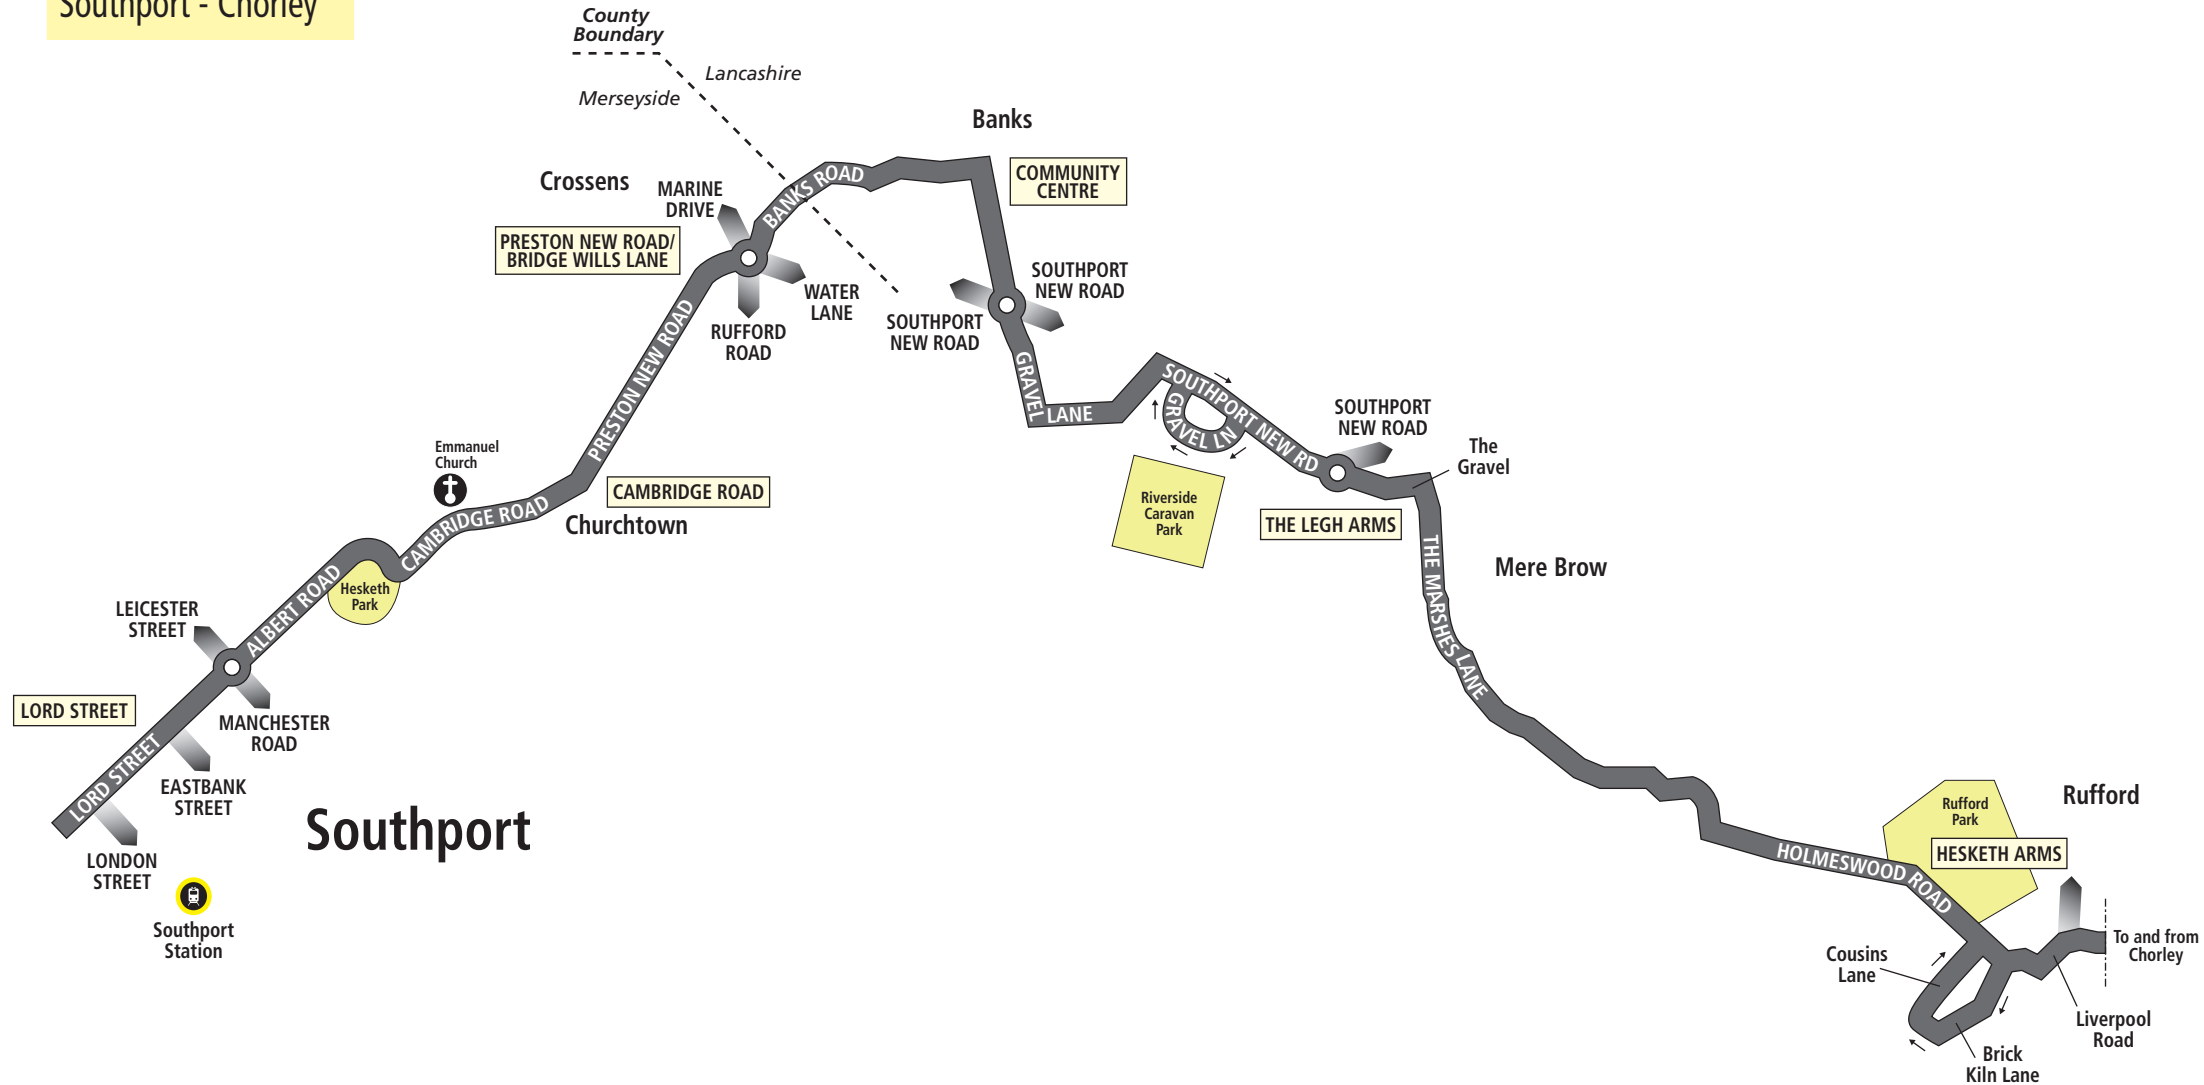 Southport - Chorley
County
Boundary
Lancashire
Merseyside
Banks
Crossens
MARINE
DRIVE
BANKS ROAD
COMMUNITY
CENTRE
PRESTON NEW ROAD/
BRIDGE WILLS LANE
WATER
LANE
RUFFORD
ROAD
SOUTHPORT
NEW ROAD
SOUTHPORT
NEW ROAD
PRESTON NEW ROAD
GRAVEL
LANE
SOUTHPORT NEW RD
GRAVEL LN
SOUTHPORT
NEW ROAD
The
Gravel
Emmanuel
Church
CAMBRIDGE ROAD
CAMBRIDGE ROAD
Churchtown
Riverside
Caravan
Park
THE LEGH ARMS
THE MARSHES LANE
Mere Brow
Hesketh
Park
ALBERT ROAD
LEICESTER
STREET
LORD STREET
MANCHESTER
ROAD
LORD STREET
EASTBANK
STREET
LONDON
STREET
Southport
Southport
Station
Rufford
Park
Rufford
HESKETH ARMS
HOLMESWOOD ROAD
To and from
Chorley
Cousins
Lane
Liverpool
Road
Brick
Kiln Lane